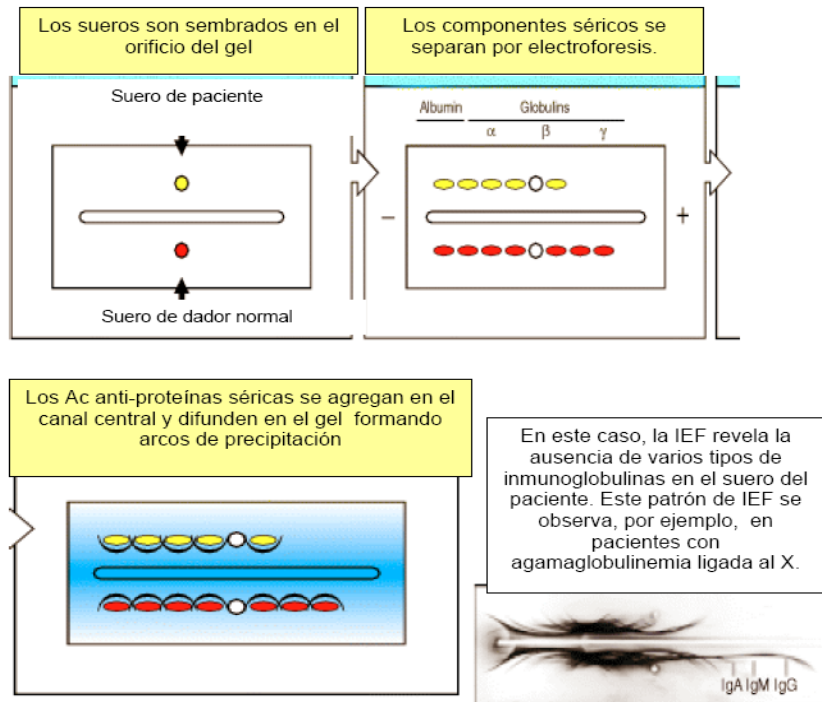 Los sueros son sembrados en el
orificio del gel
Los componentes séricos se
separan por electroforesis.
Suero de paciente
Suero de dador normal
Albumin Globulins
α β γ
– +
Los Ac anti-proteínas séricas se agregan en el
canal central y difunden en el gel formando
arcos de precipitación
En este caso, la IEF revela la
ausencia de varios tipos de
inmunoglobulinas en el suero del
paciente. Este patrón de IEF se
observa, por ejemplo, en
pacientes con
agamaglobulinemia ligada al X.
IgA IgM IgG